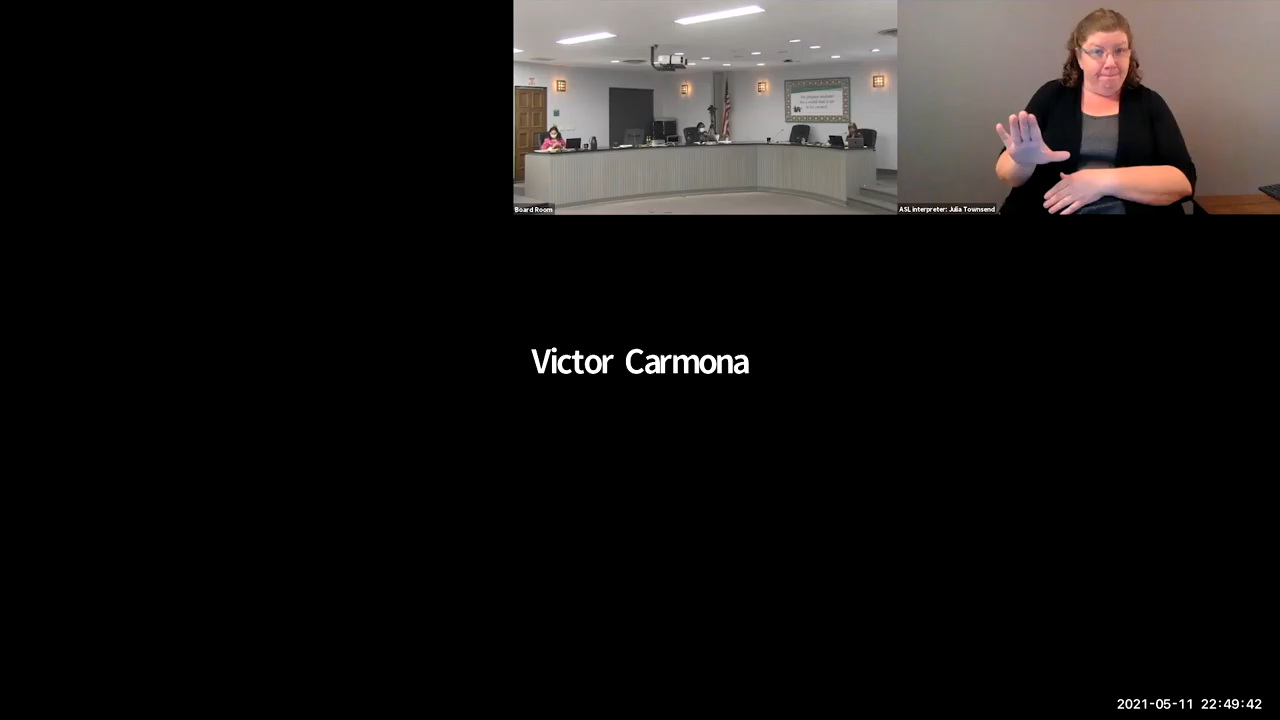 Board Room
ASL interpreter: Julia Townsend
Victor Carmona
2021-05-11 22:49:42